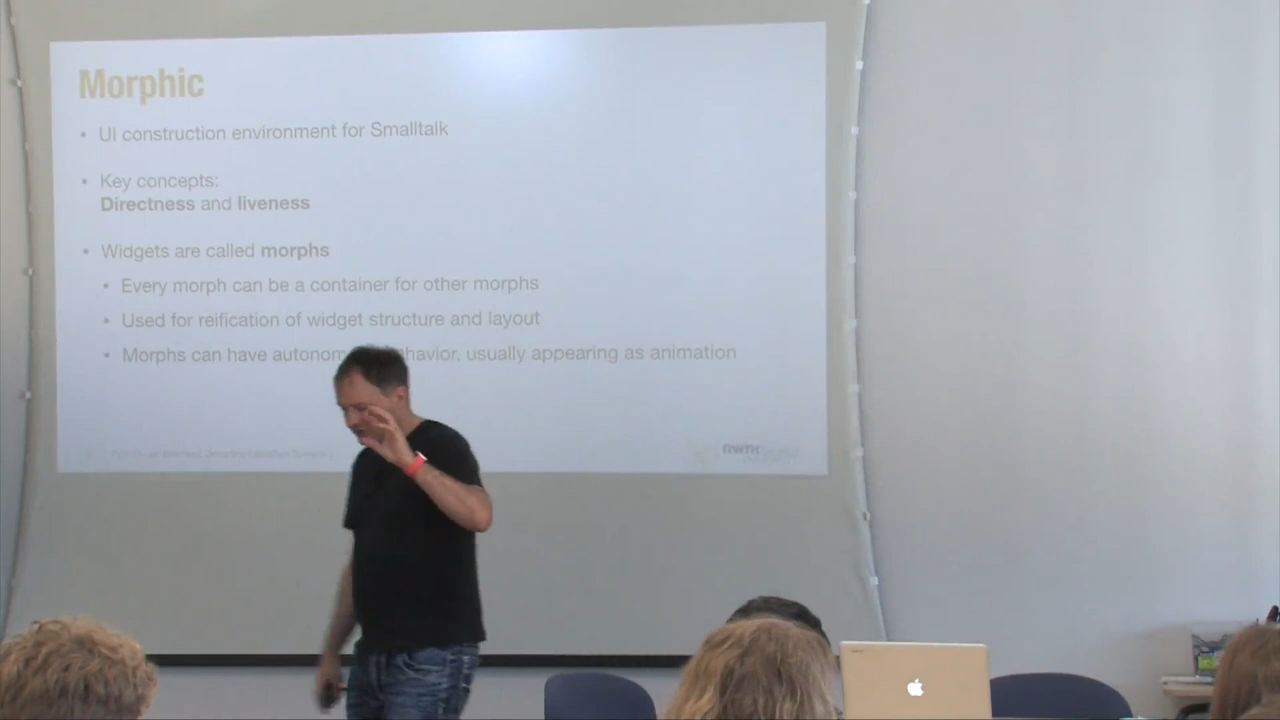 Morphic
• UI construction environment for Smalltalk
• Key concepts:
Directness and liveness
• Widgets are called morphs
• Every morph can be a container for other morphs
• Used for reification of widget structure and layout
• Morphs can have autonom havior, usually appearing as animation
RWTH